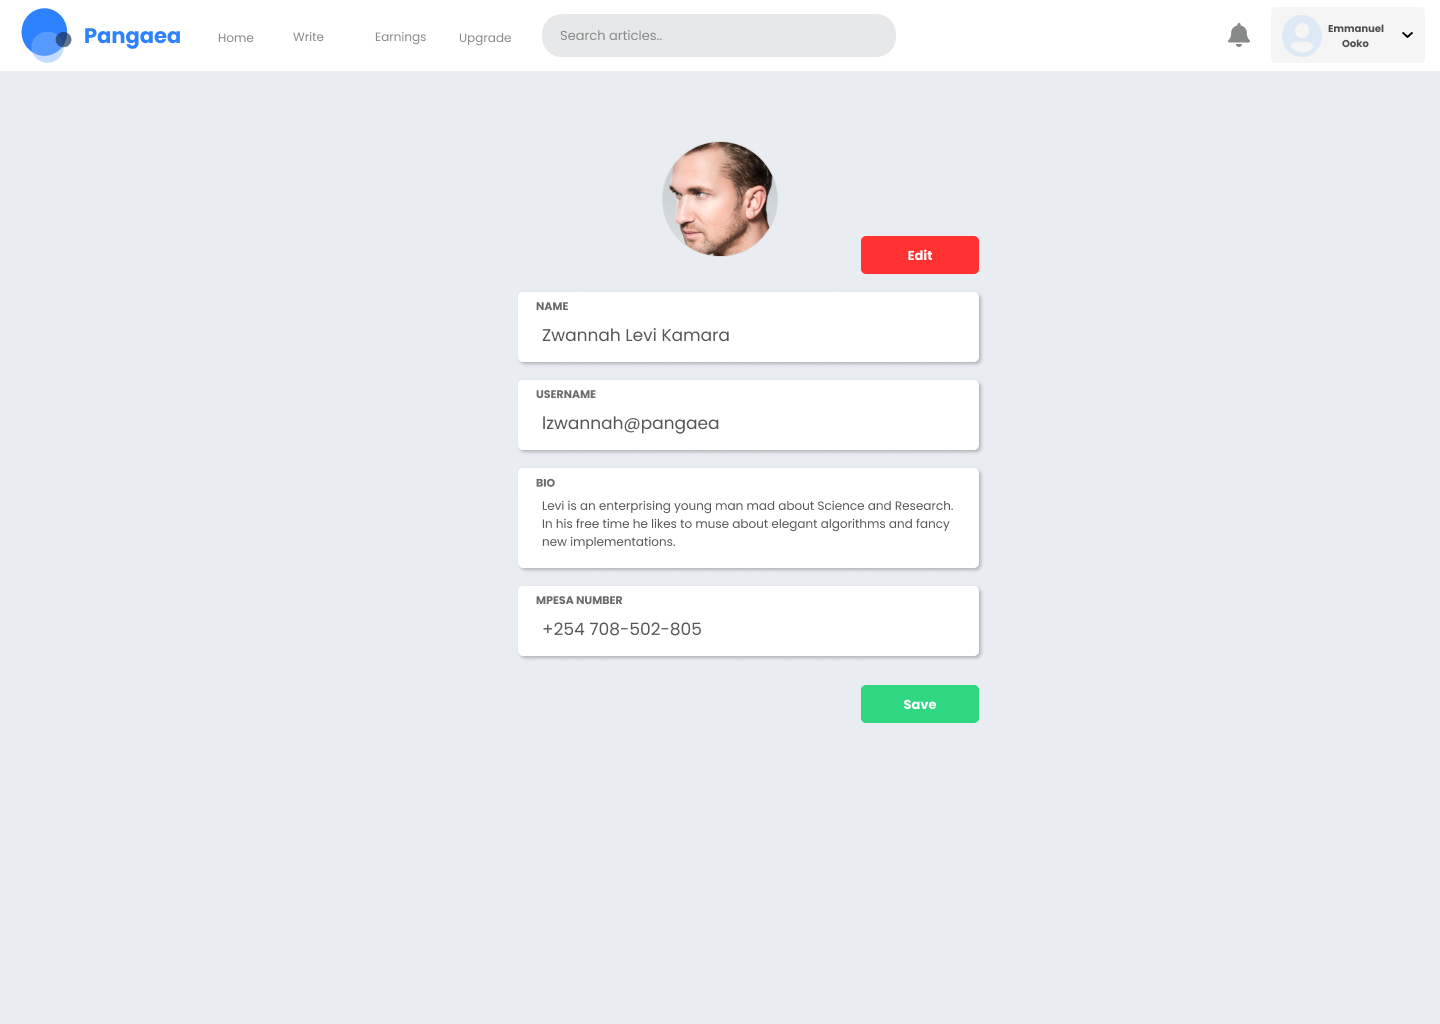 Pangaea
Home
Write
Earnings
Upgrade
Search articles..
Emmanuel
Ooko
Edit
NAME
Zwannah Levi Kamara
USERNAME
lzwannah@pangaea
BIO
Levi is an enterprising young man mad about Science and Research.
In his free time he likes to muse about elegant algorithms and fancy
new implementations.
MPESA NUMBER
+254 708-502-805
Save